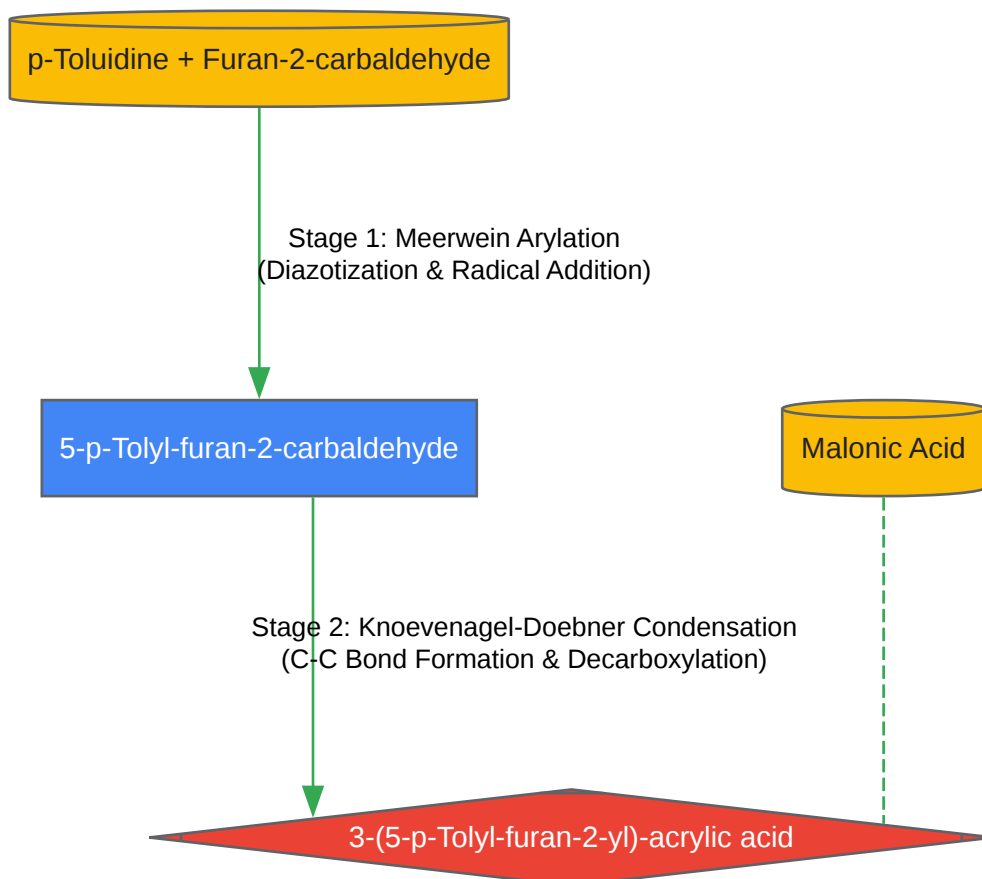 p-Toluidine + Furan-2-carbaldehyde
Stage 1: Meerwein Arylation
(Diazotization & Radical Addition)
5-p-Tolyl-furan-2-carbaldehyde
Malonic Acid
Stage 2: Knoevenagel-Doebner Condensation
(C-C Bond Formation & Decarboxylation)
3-(5-p-Tolyl-furan-2-yl)-acrylic acid